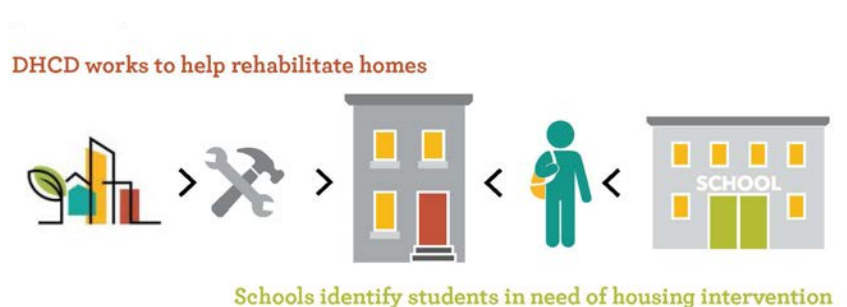 DHCD works to help rehabilitate homes
SCHOOL
Schools identify students in need of housing intervention